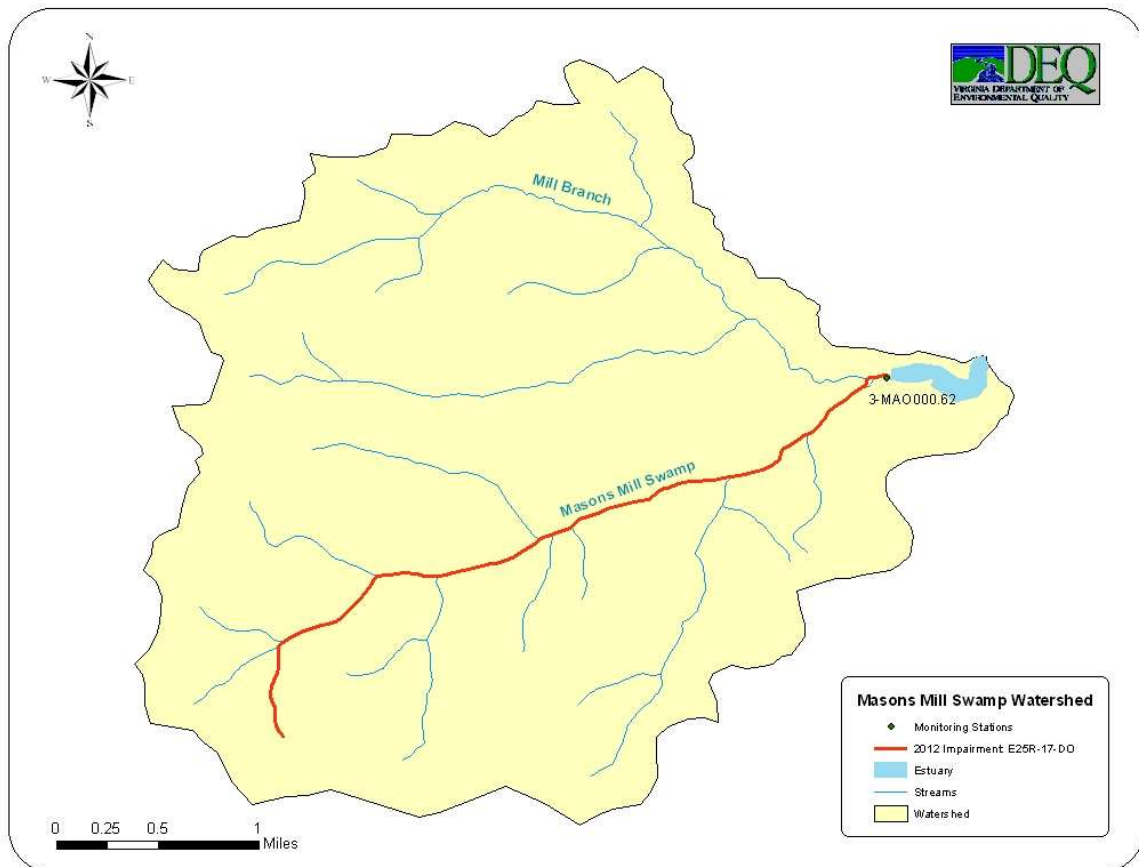 N
W E
S
DEQ
VIRGINIA DEPARTMENT OF
ENVIRONMENTAL QUALITY
Mill Branch
3-MAO000.62
Masons Mill Swamp
Masons Mill Swamp Watershed
Monitoring Stations
2012 Impairment: E25R-17-DO
Estuary
Streams
Watershed
0 0.25 0.5 1
Miles